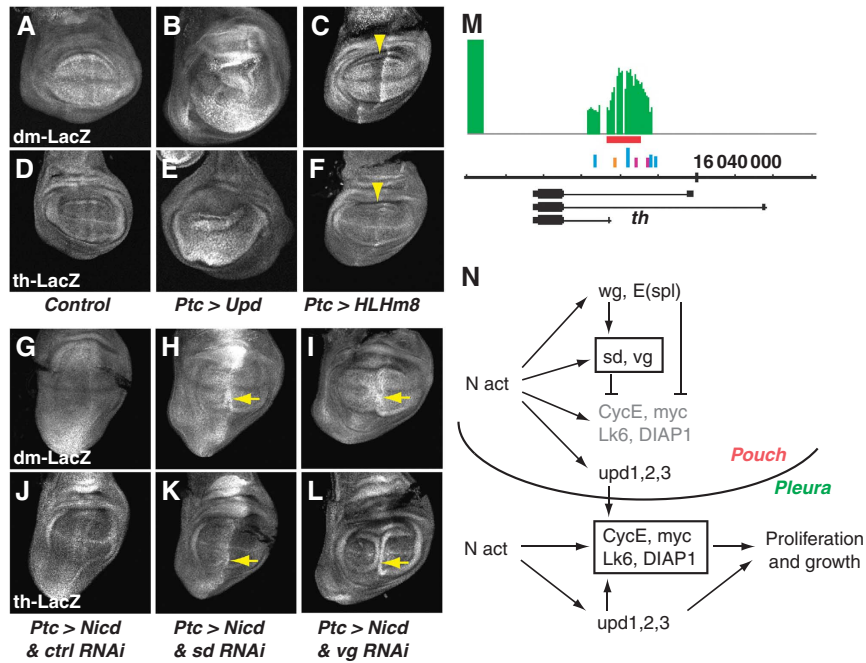 A
B
C
dm-LacZ
D
E
F
th-LacZ
Control
Ptc > Upd
Ptc > HLHm8
G
H
I
dm-LacZ
J
K
L
th-LacZ
Ptc > Nicd
& ctrl RNAi
Ptc > Nicd
& sd RNAi
Ptc > Nicd
& vg RNAi
M
16 040 000
th
N
wg, E(spl)
sd, vg
N act
CycE, myc
Lk6, DIAP1
upd1,2,3
Pouch
Pleura
N act
CycE, myc
Lk6, DIAP1
Proliferation
and growth
upd1,2,3